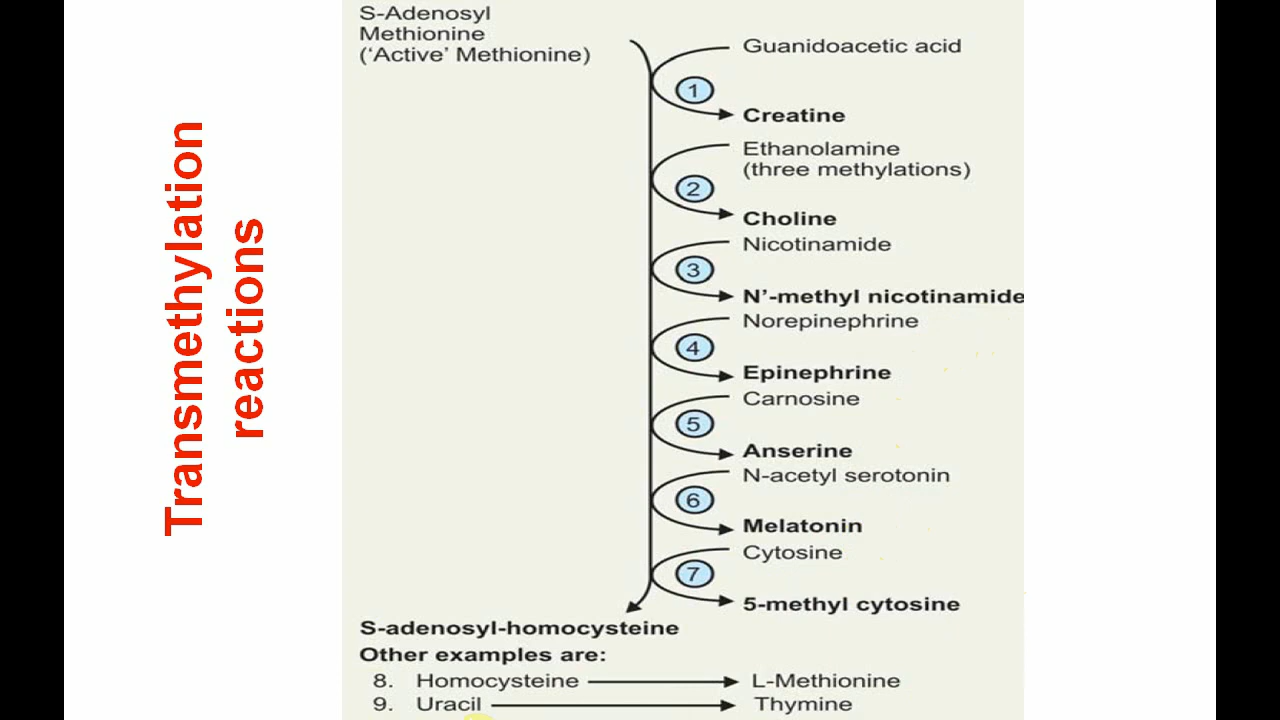 Transmethylation
reactions
S-Adenosyl
Methionine
(‘Active’ Methionine)
Guanidoacetic acid
1
Creatine
Ethanolamine
(three methylations)
2
Choline
Nicotinamide
3
N’-methyl nicotinamide
Norepinephrine
4
Epinephrine
Carnosine
5
Anserine
N-acetyl serotonin
6
Melatonin
Cytosine
7
5-methyl cytosine
S-adenosyl-homocysteine
Other examples are:
8. Homocysteine L-Methionine
9. Uracil Thymine